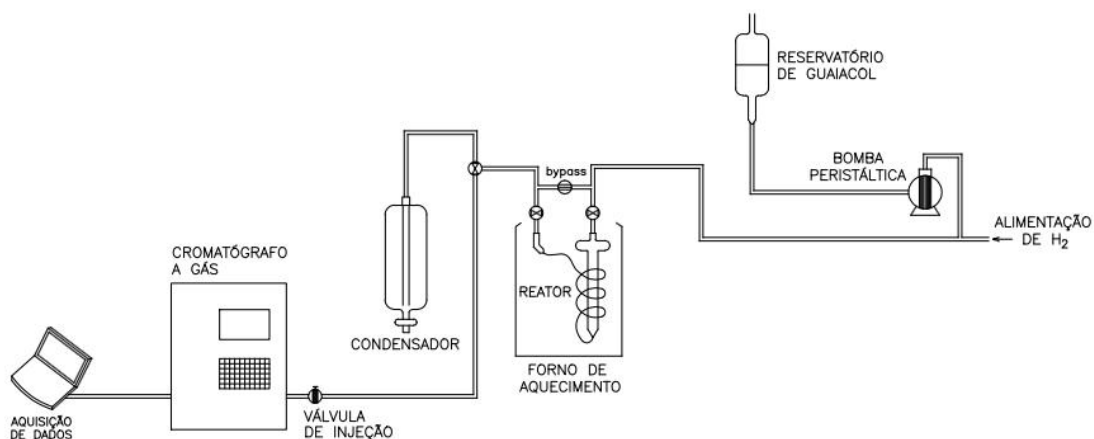 RESERVATÓRIO
DE GUAIACOL
BOMBA
PERISTÁLTICA
bypass
ALIMENTAÇÃO
DE H₂
CROMATÓGRAFO
A GÁS
REATOR
CONDENSADOR
FORNO DE
AQUECIMENTO
VÁLVULA
DE INJEÇÃO
AQUISIÇÃO
DE DADOS